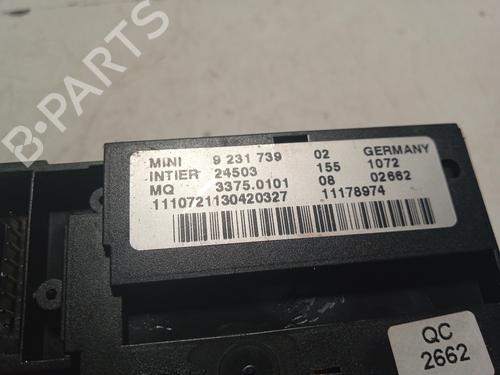 MINI 9 231 739 02 GERMANY
INTIER 24503 155 1072
MQ 3375.0101 08 02662
1110721130420327 11178974
QC
2662
B-PARTS